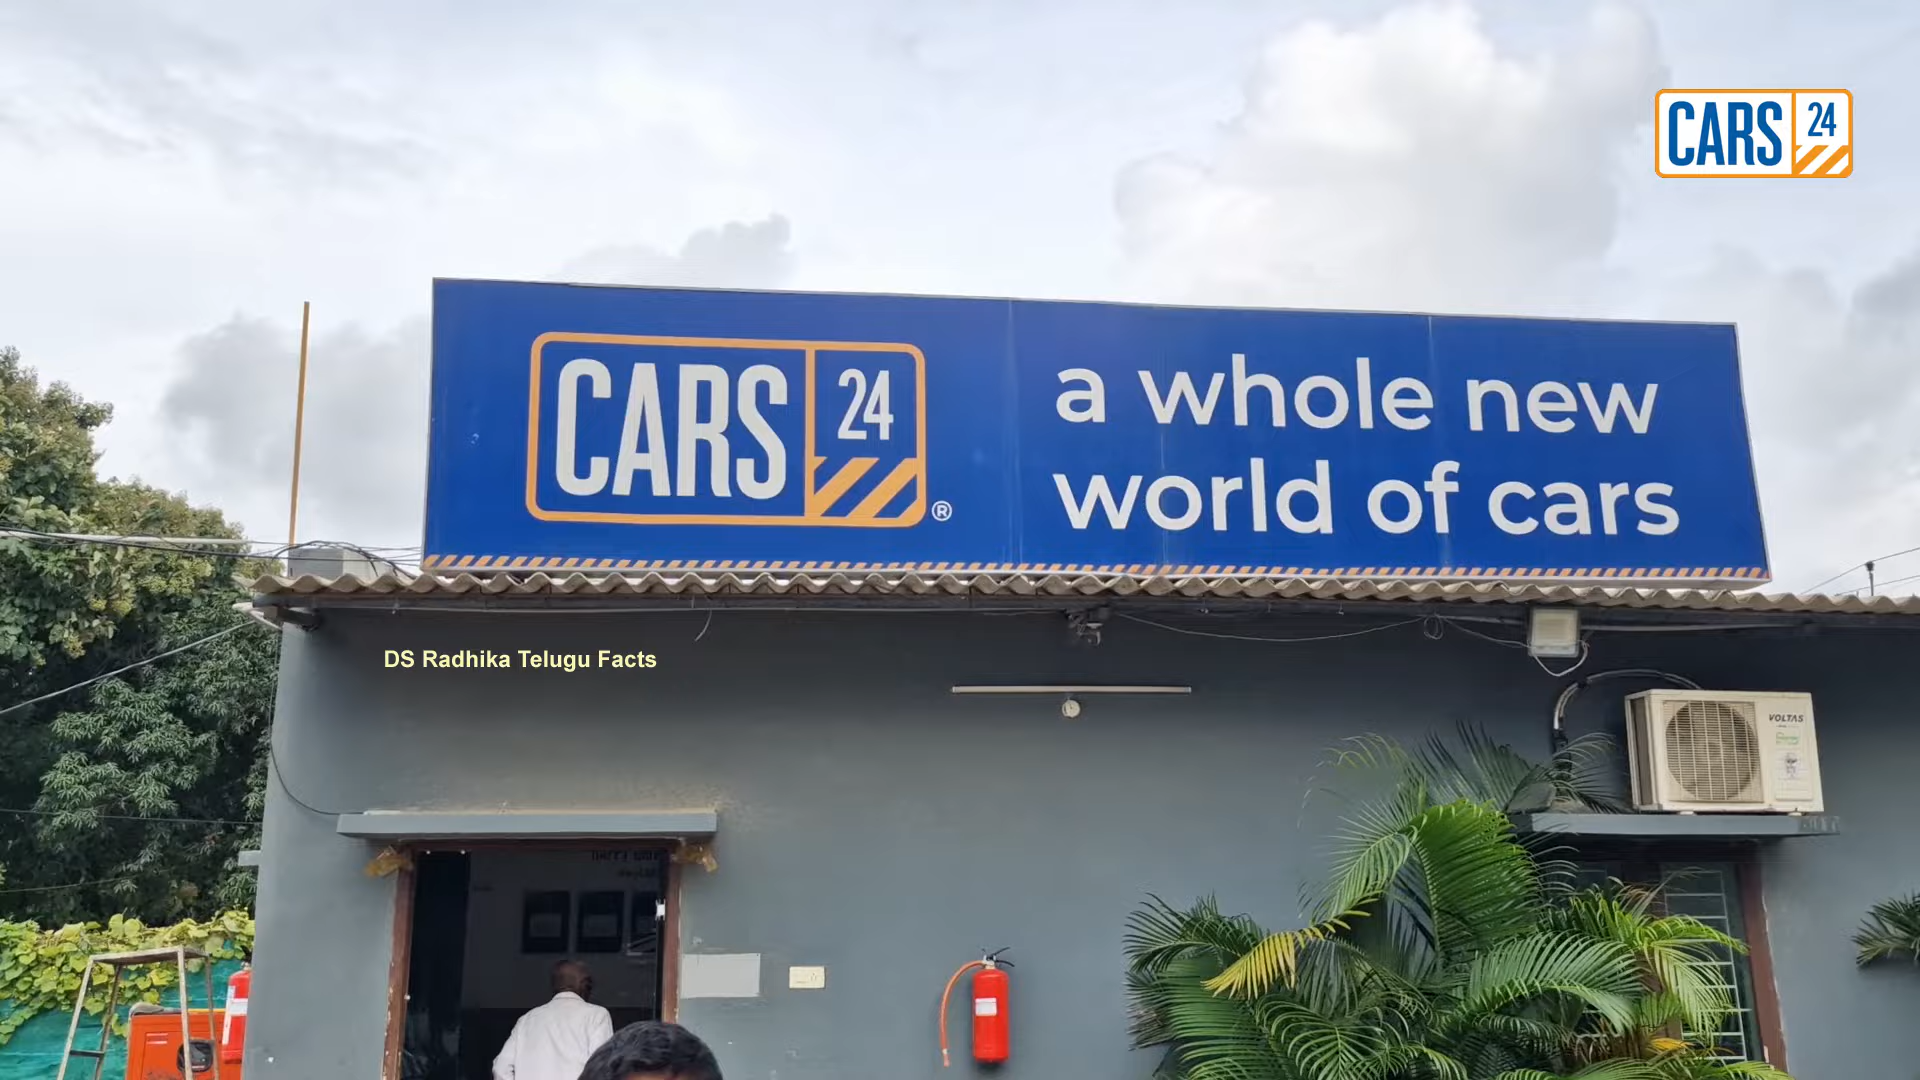 CARS 24
CARS 24 ®
a whole new
world of cars
DS Radhika Telugu Facts
VOLTAS